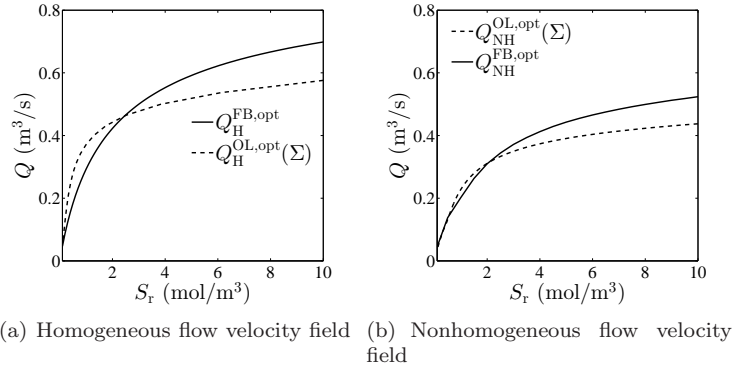 0.8
0.6
0.4
0.2
0
2 4 6 8 10
Q (m³/s)
S_r (mol/m³)
Q_H^{FB,opt}
Q_H^{OL,opt}(Σ)
(a) Homogeneous flow velocity field
0.8
0.6
0.4
0.2
0
2 4 6 8 10
Q (m³/s)
S_r (mol/m³)
Q_NH^{OL,opt}(Σ)
Q_NH^{FB,opt}
(b) Nonhomogeneous flow velocity
field